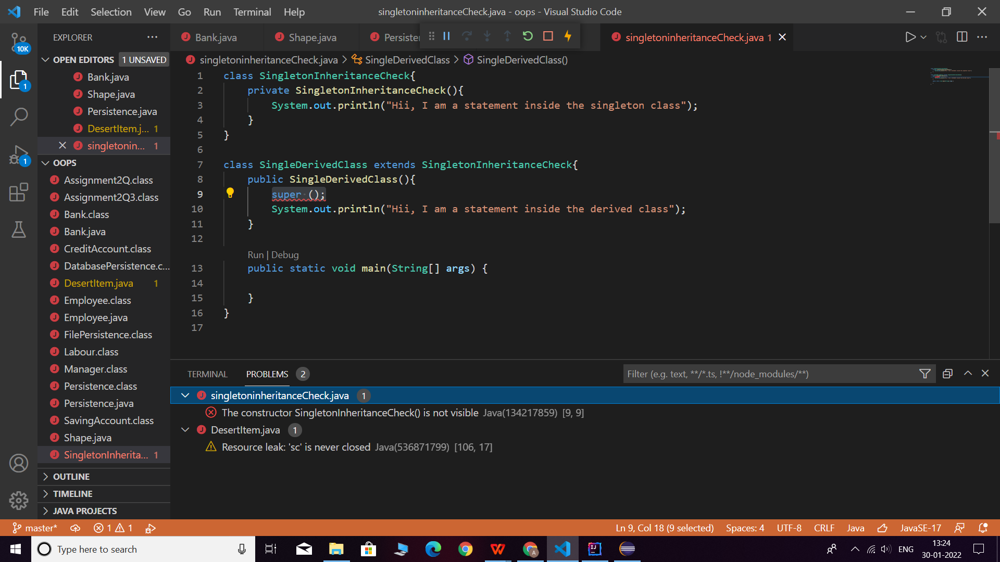 File Edit Selection View Go Run Terminal Help
singletoninheritanceCheck.java - oops - Visual Studio Code
10K
1
1
EXPLORER
OPEN EDITORS 1 UNSAVED
Bank.java
Shape.java
Persistence.java
DesertItem.j... 1
singletonin... 1
OOPS
Assignment2Q.class
Assignment2Q3.class
Bank.class
Bank.java
CreditAccount.class
DatabasePersistence.c...
DesertItem.java 1
Employee.class
Employee.java
FilePersistence.class
Labour.class
Manager.class
Persistence.class
Persistence.java
SavingAccount.class
Shape.java
SingletonInherita... 1
OUTLINE
TIMELINE
JAVA PROJECTS
Bank.java Shape.java Persister singletoninheritanceCheck.java 1
singletoninheritanceCheck.java > SingleDerivedClass > SingleDerivedClass()
1 class SingletonInheritanceCheck{
2 private SingletonInheritanceCheck(){
3 System.out.println("Hii, I am a statement inside the singleton class");
4 }
5 }
6
7 class SingleDerivedClass extends SingletonInheritanceCheck{
8 public SingleDerivedClass(){
9 super ();
10 System.out.println("Hii, I am a statement inside the derived class");
11 }
12
Run | Debug
13 public static void main(String[] args) {
14
15 }
16 }
17
TERMINAL PROBLEMS 2
Filter (e.g. text, **/*.ts, !**/node_modules/**)
singletoninheritanceCheck.java 1
The constructor SingletonInheritanceCheck() is not visible Java(134217859) [9, 9]
DesertItem.java 1
Resource leak: 'sc' is never closed Java(536871799) [106, 17]
master* 1 1
Ln 9, Col 18 (9 selected) Spaces: 4 UTF-8 CRLF Java JavaSE-17
Type here to search
ENG
13:24
30-01-2022